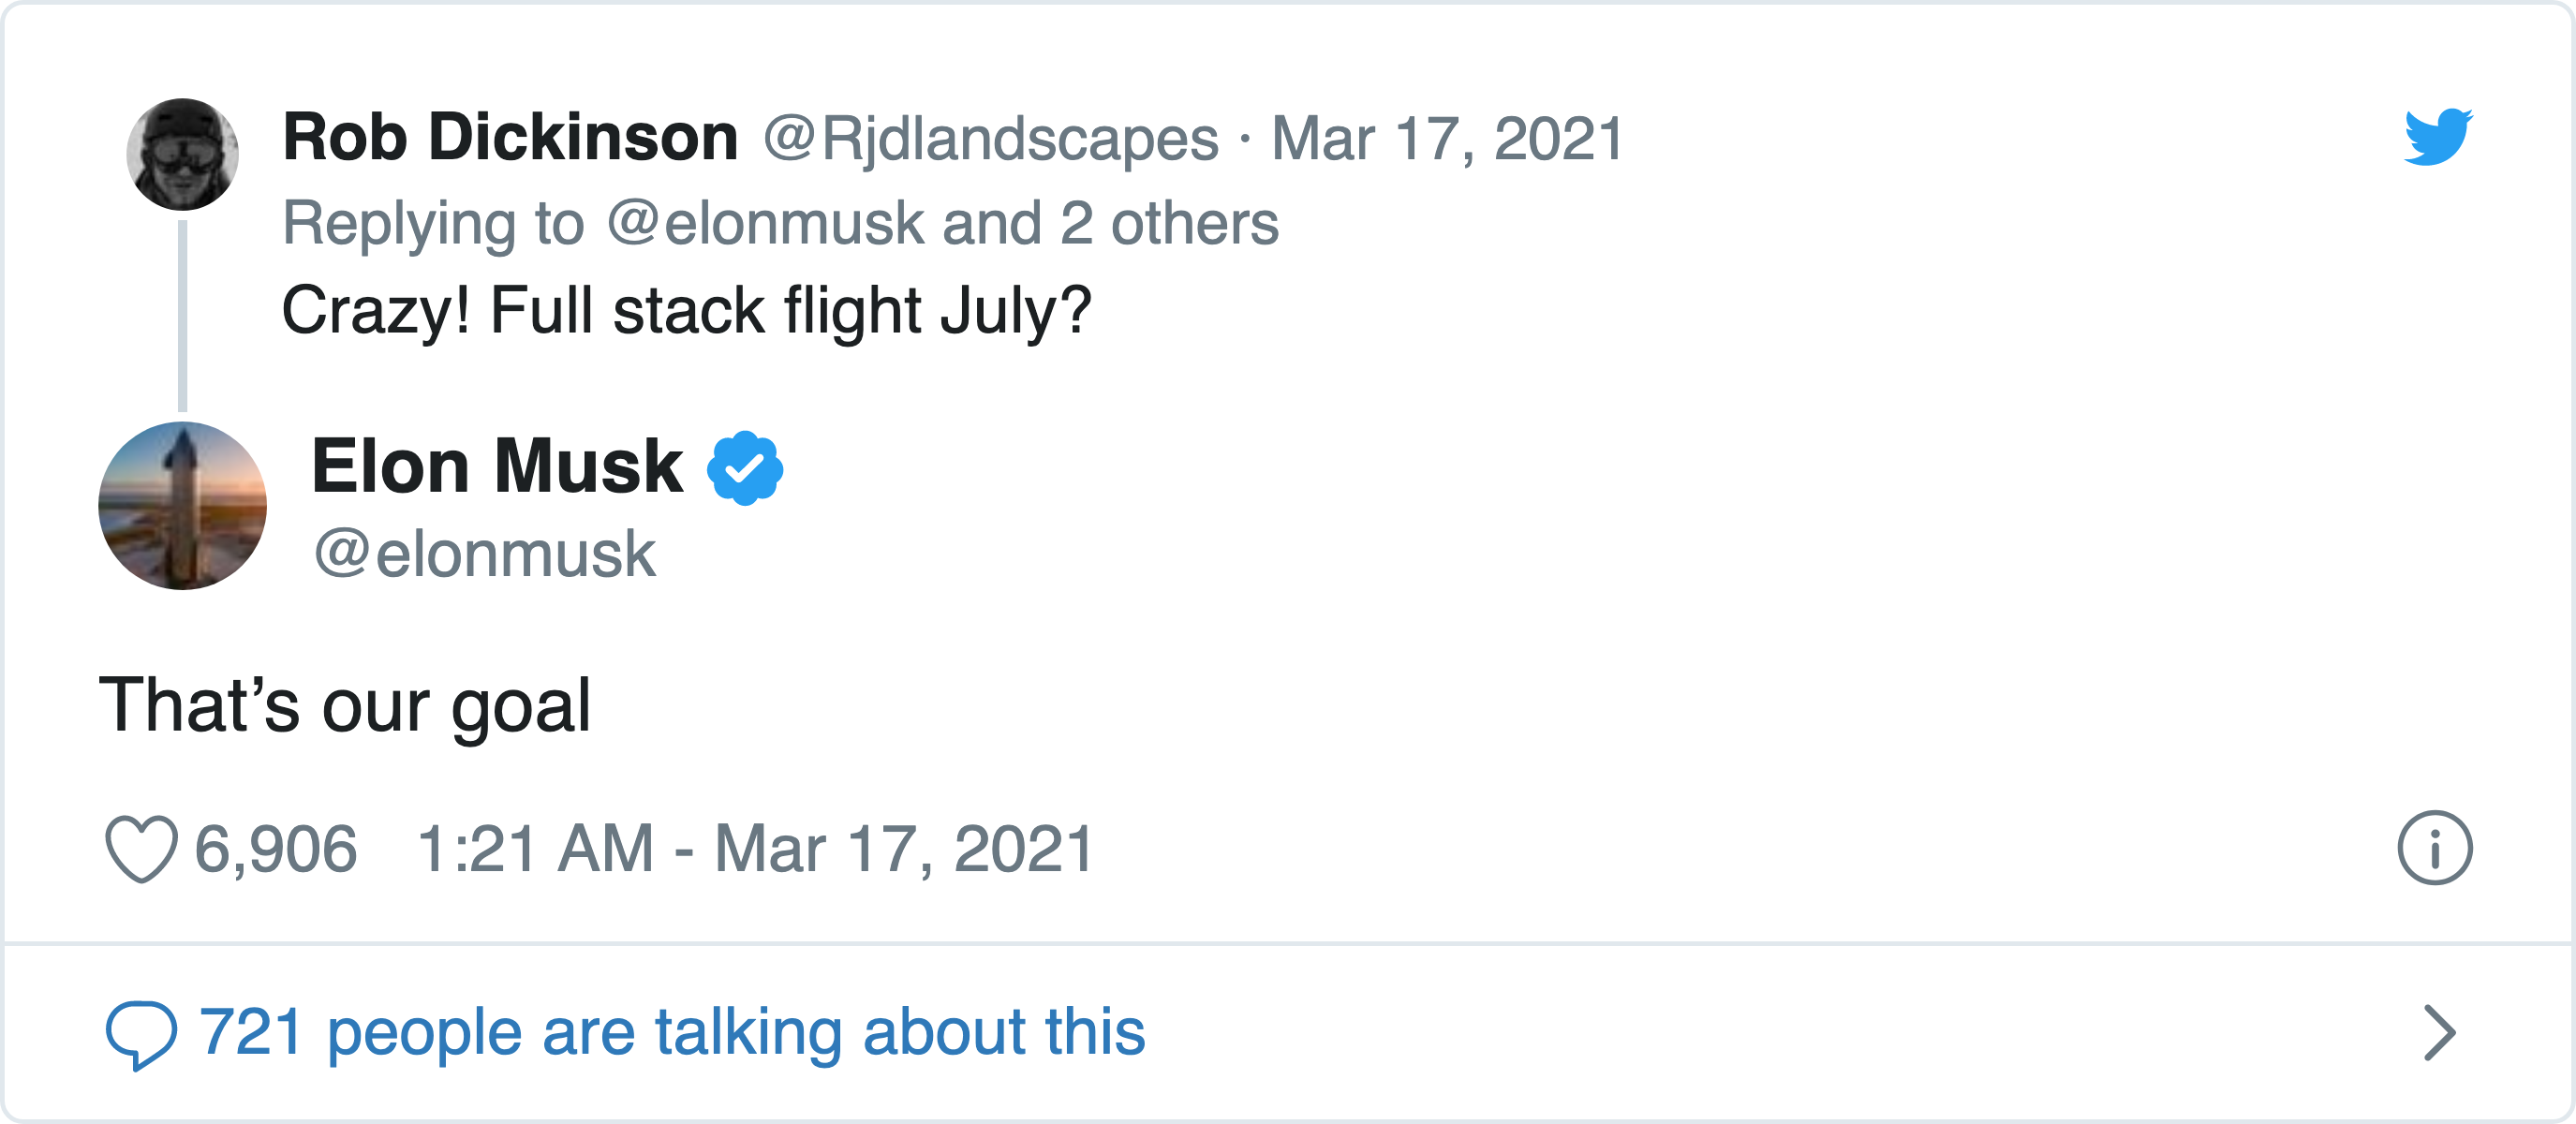 Rob Dickinson @Rjdlandscapes · Mar 17, 2021
Replying to @elonmusk and 2 others
Crazy! Full stack flight July?
Elon Musk
@elonmusk
That’s our goal
6,906 1:21 AM - Mar 17, 2021
721 people are talking about this